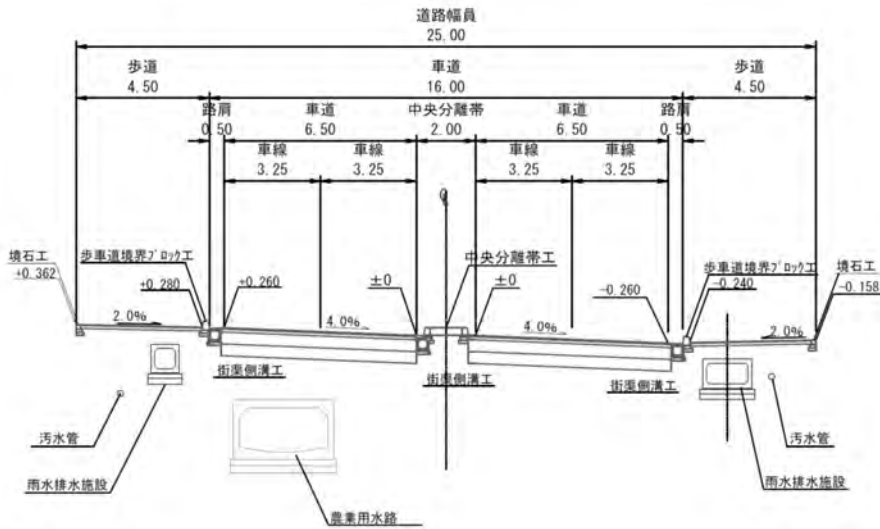 道路幅員
25.00
歩道
4.50
車道
16.00
歩道
4.50
路肩
0.50
車道
6.50
中央分離帯
2.00
車道
6.50
路肩
0.50
車線
3.25
車線
3.25
車線
3.25
車線
3.25
境石工
+0.362
歩車道境界ブロック工
+0.280
+0.260
±0
中央分離帯工
±0
-0.260
歩車道境界ブロック工
-0.240
境石工
-0.158
2.0%
4.0%
4.0%
2.0%
街渠側溝工
街渠側溝工
街渠側溝工
汚水管
雨水排水施設
農業用水路
汚水管
雨水排水施設